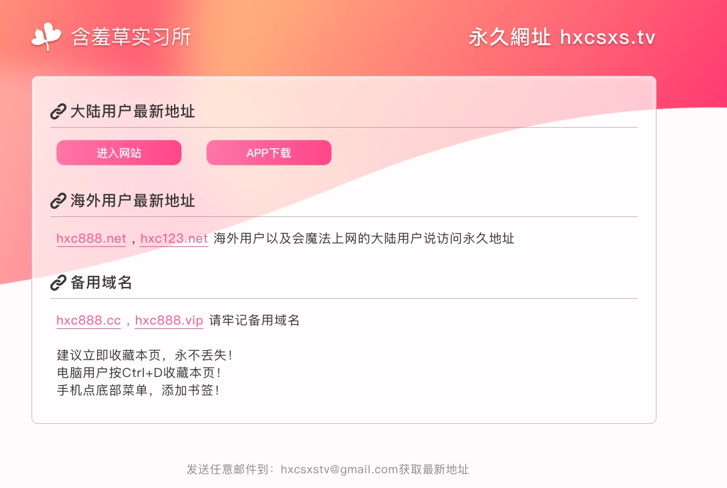 含羞草实习所
永久網址 hxcsxs.tv
大陆用户最新地址
进入网站
APP下载
海外用户最新地址
hxc888.net , hxc123.net 海外用户以及会魔法上网的大陆用户说访问永久地址
备用域名
hxc888.cc , hxc888.vip 请牢记备用域名
建议立即收藏本页，永不丢失！
电脑用户按Ctrl+D收藏本页！
手机点底部菜单，添加书签！
发送任意邮件到：hxcsxstv@gmail.com获取最新地址